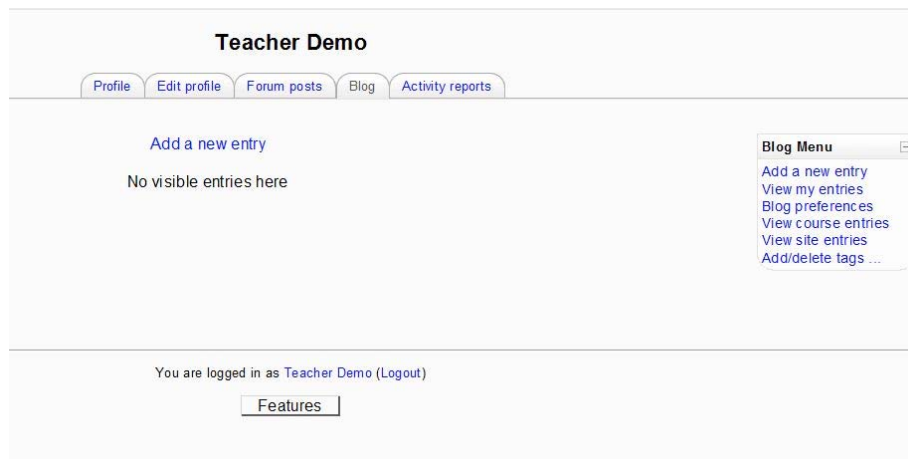 Teacher Demo
Profile Edit profile Forum posts Blog Activity reports
Add a new entry
No visible entries here
Blog Menu
Add a new entry
View my entries
Blog preferences
View course entries
View site entries
Add/delete tags ...
You are logged in as Teacher Demo (Logout)
Features